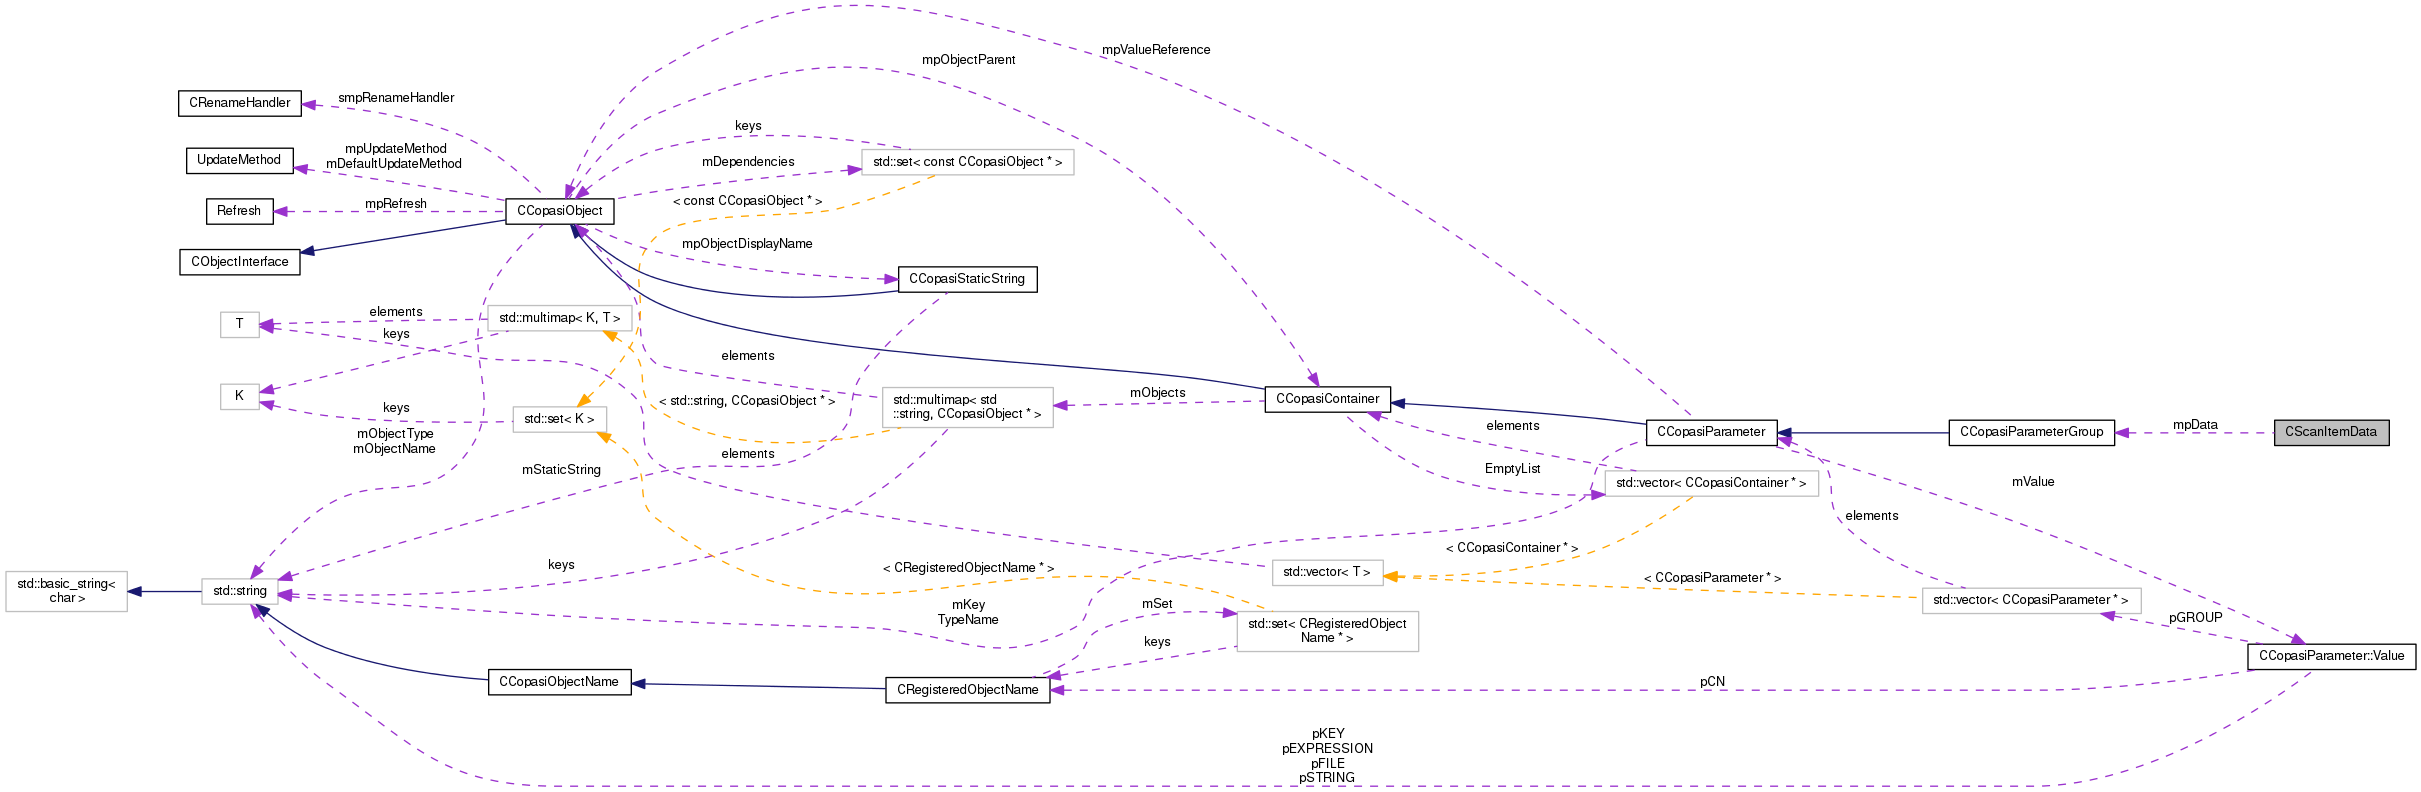 mpValueReference
mpObjectParent
smpRenameHandler
CRenameHandler
keys
mpUpdateMethod
mDefaultUpdateMethod
UpdateMethod
mDependencies
std::set< const CCopasiObject * >
< const CCopasiObject * >
mpRefresh
Refresh
CCopasiObject
mpObjectDisplayName
CObjectInterface
CCopasiStaticString
elements
T
std::multimap< K, T >
keys
elements
K
keys
std::set< K >
< std::string, CCopasiObject * >
std::multimap< std
::string, CCopasiObject * >
mObjects
CCopasiContainer
elements
EmptyList
CCopasiParameter
CCopasiParameterGroup
mpData
CScanItemData
mObjectType
mObjectName
mStaticString
elements
std::vector< CCopasiContainer * >
mValue
elements
< CCopasiContainer * >
std::basic_string<
char >
std::string
keys
< CRegisteredObjectName * >
std::vector< T >
< CCopasiParameter * >
std::vector< CCopasiParameter * >
mKey
TypeName
mSet
std::set< CRegisteredObject
Name * >
keys
pGROUP
CCopasiParameter::Value
CCopasiObjectName
CRegisteredObjectName
pCN
pKEY
pEXPRESSION
pFILE
pSTRING